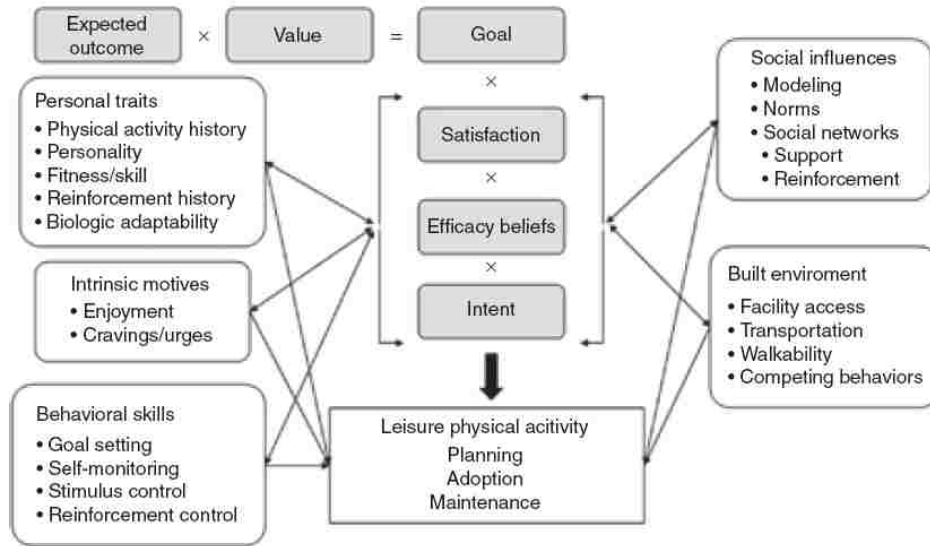 Expected
outcome
×
Value
=
Goal
×
Satisfaction
×
Efficacy beliefs
×
Intent
Personal traits
• Physical activity history
• Personality
• Fitness/skill
• Reinforcement history
• Biologic adaptability
Intrinsic motives
• Enjoyment
• Cravings/urges
Behavioral skills
• Goal setting
• Self-monitoring
• Stimulus control
• Reinforcement control
Leisure physical acitivity
Planning
Adoption
Maintenance
Social influences
• Modeling
• Norms
• Social networks
• Support
• Reinforcement
Built enviroment
• Facility access
• Transportation
• Walkability
• Competing behaviors